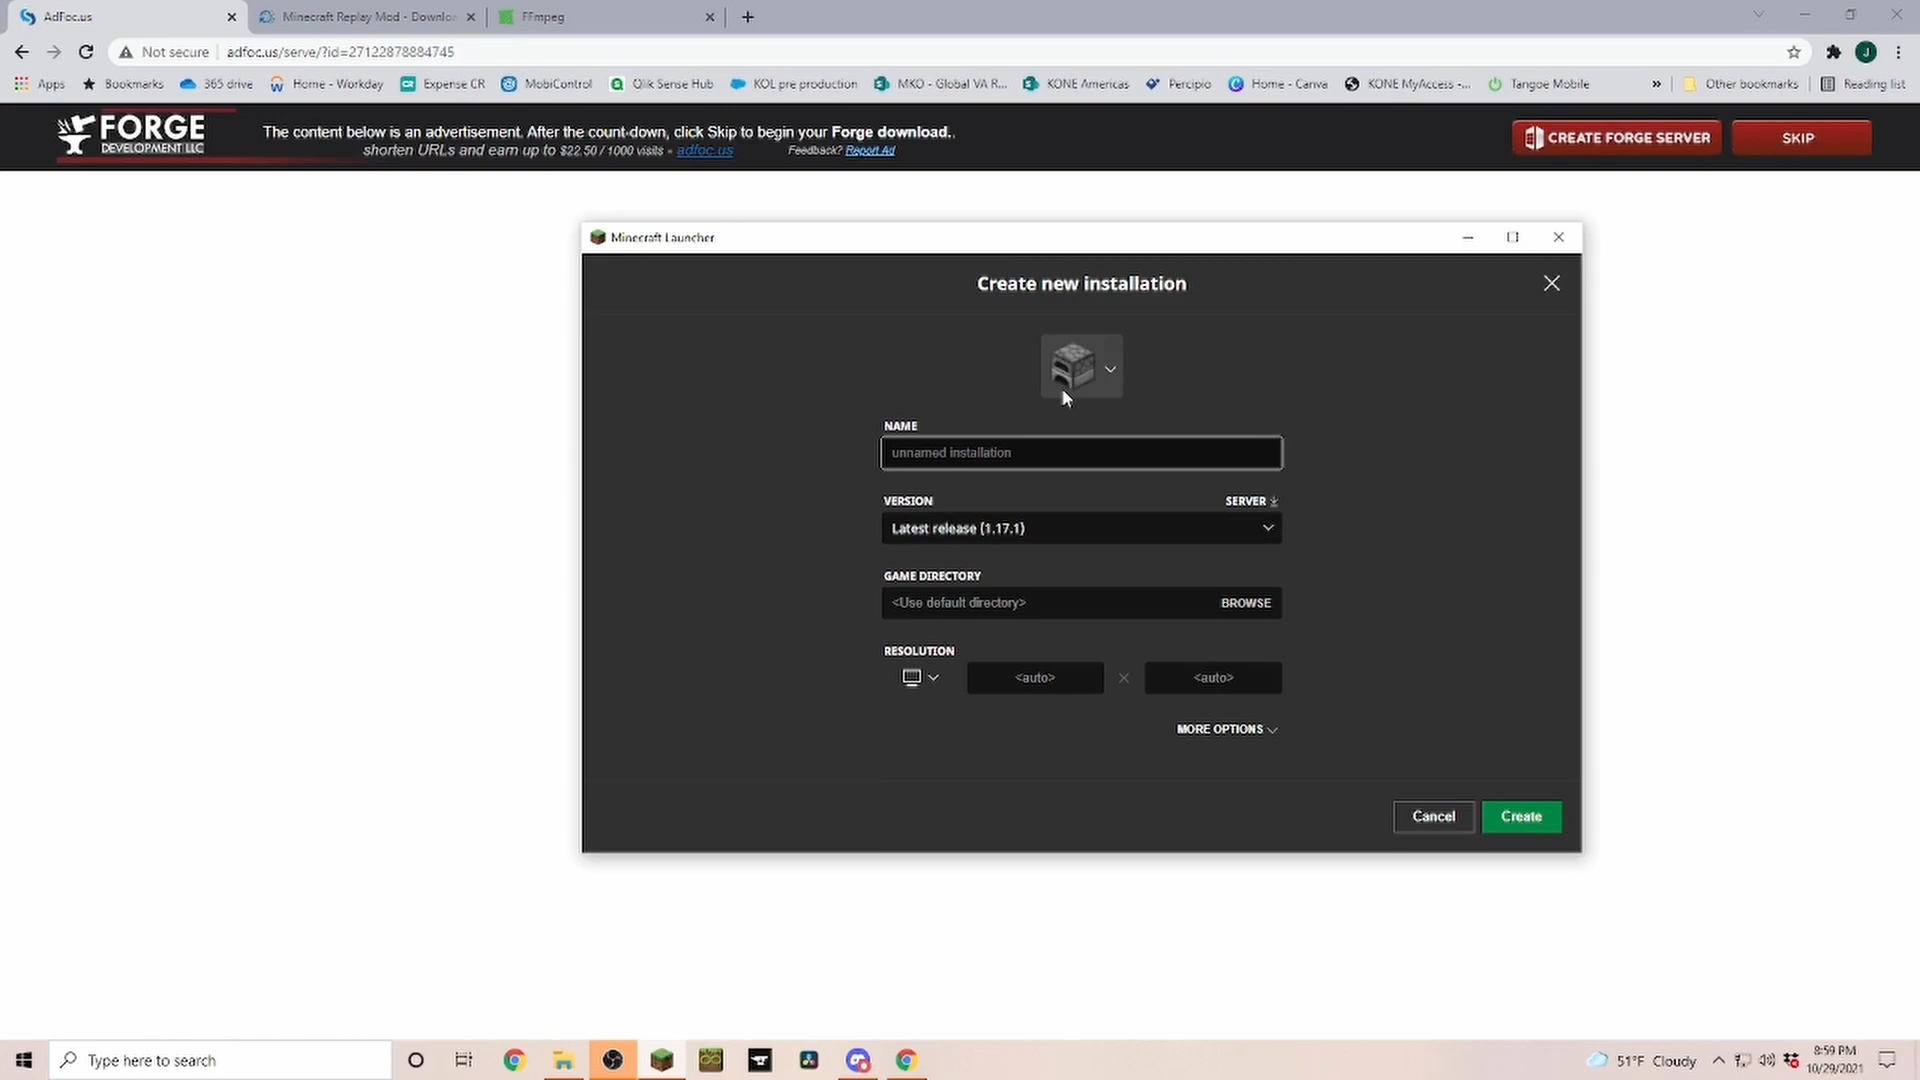 AdFoc.us
Minecraft Replay Mod - Downlo
FFmpeg
Not secure
adfoc.us/serve/?id=27122878884745
J
Apps
Bookmarks
365 drive
Home - Workday
Expense CR
MobiControl
Qlik Sense Hub
KOL pre production
MKO - Global VA R...
KONE Americas
Percipio
Home - Canva
KONE MyAccess -...
Tangoe Mobile
»
Other bookmarks
Reading list
FORGE
DEVELOPMENT LLC
The content below is an advertisement. After the count-down, click Skip to begin your Forge download..
shorten URLs and earn up to $22.50 / 1000 visits - adfoc.us
Feedback? Report Ad
CREATE FORGE SERVER
SKIP
Minecraft Launcher
Create new installation
NAME
unnamed installation
VERSION
SERVER
Latest release (1.17.1)
GAME DIRECTORY
<Use default directory>
BROWSE
RESOLUTION
<auto>
<auto>
MORE OPTIONS
Cancel
Create
Type here to search
51°F Cloudy
8:59 PM
10/29/2021